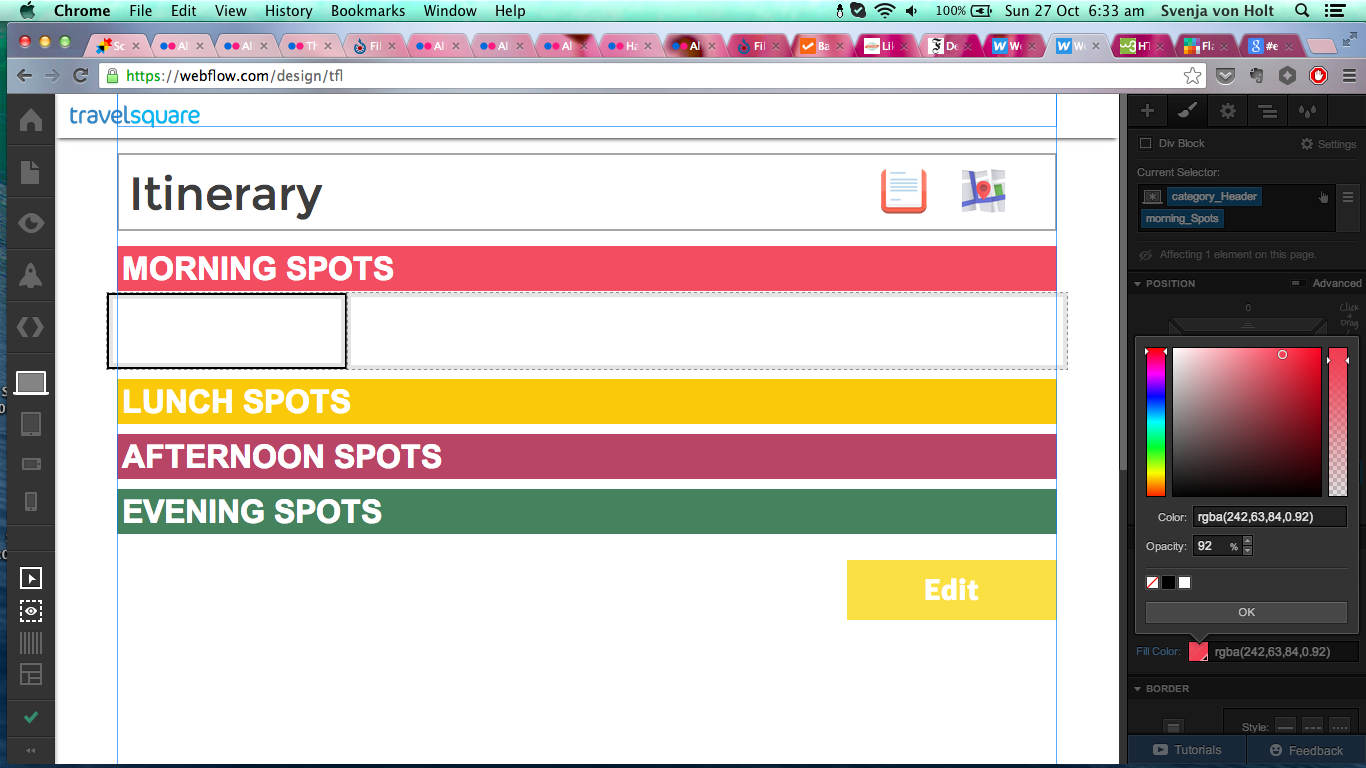 Chrome File Edit View History Bookmarks Window Help 100% Sun 27 Oct 6:33 am Svenja von Holt
Sc Al Al Th Fil Al Al Al Ha Al Fil Ba Lik De We We HT Fla #e
https://webflow.com/design/tfl
travelsquare
Itinerary
MORNING SPOTS
LUNCH SPOTS
AFTERNOON SPOTS
EVENING SPOTS
Edit
Div Block Settings
Current Selector:
category_Header
morning_Spots
Affecting 1 element on this page.
POSITION Advanced
0
Click
+
Drag
Color: rgba(242,63,84,0.92)
Opacity: 92 %
OK
Fill Color: rgba(242,63,84,0.92)
BORDER
Style:
Tutorials Feedback